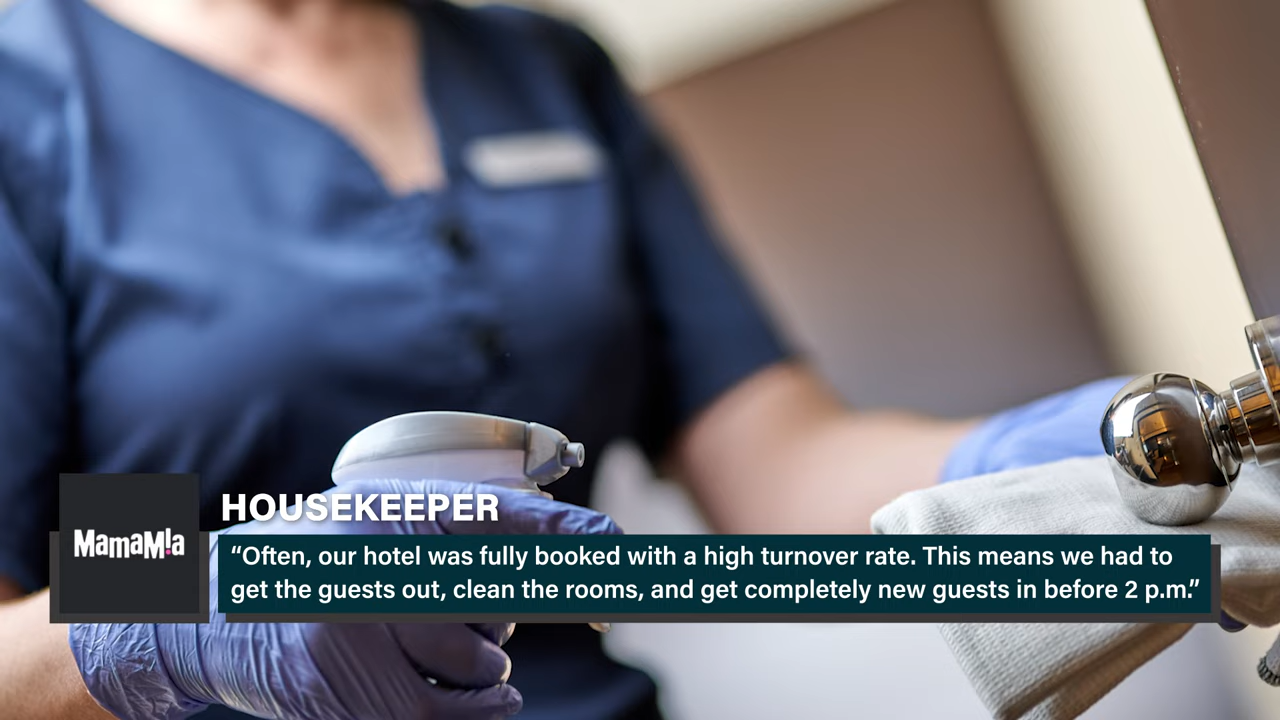 HOUSEKEEPER
MamaM!a
“Often, our hotel was fully booked with a high turnover rate. This means we had to
get the guests out, clean the rooms, and get completely new guests in before 2 p.m.”